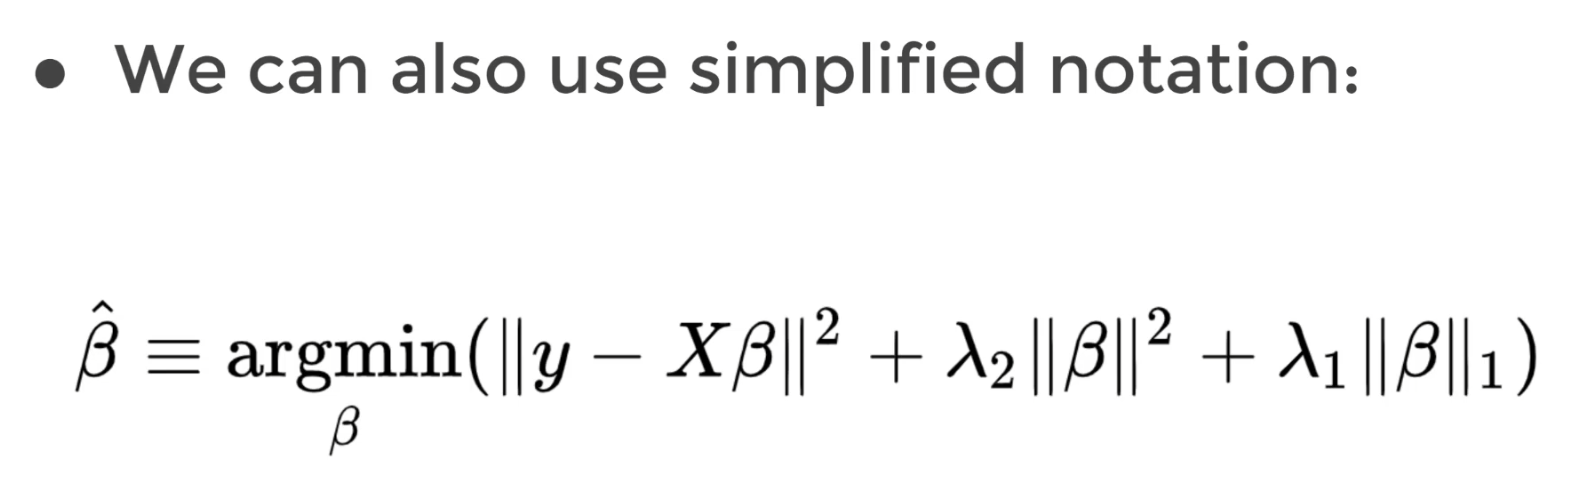 • We can also use simplified notation:
β̂ ≡ argmin(‖y − Xβ‖² + λ₂‖β‖² + λ₁‖β‖₁)
β